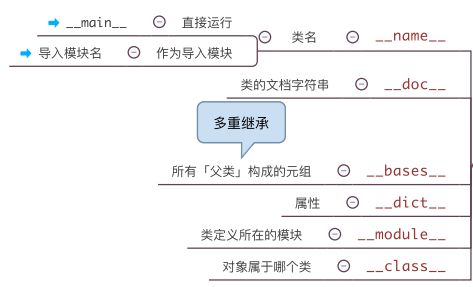 __main__ 直接运行
导入模块名 作为导入模块
类名 __name__
类的文档字符串 __doc__
多重继承
所有「父类」构成的元组 __bases__
属性 __dict__
类定义所在的模块 __module__
对象属于哪个类 __class__